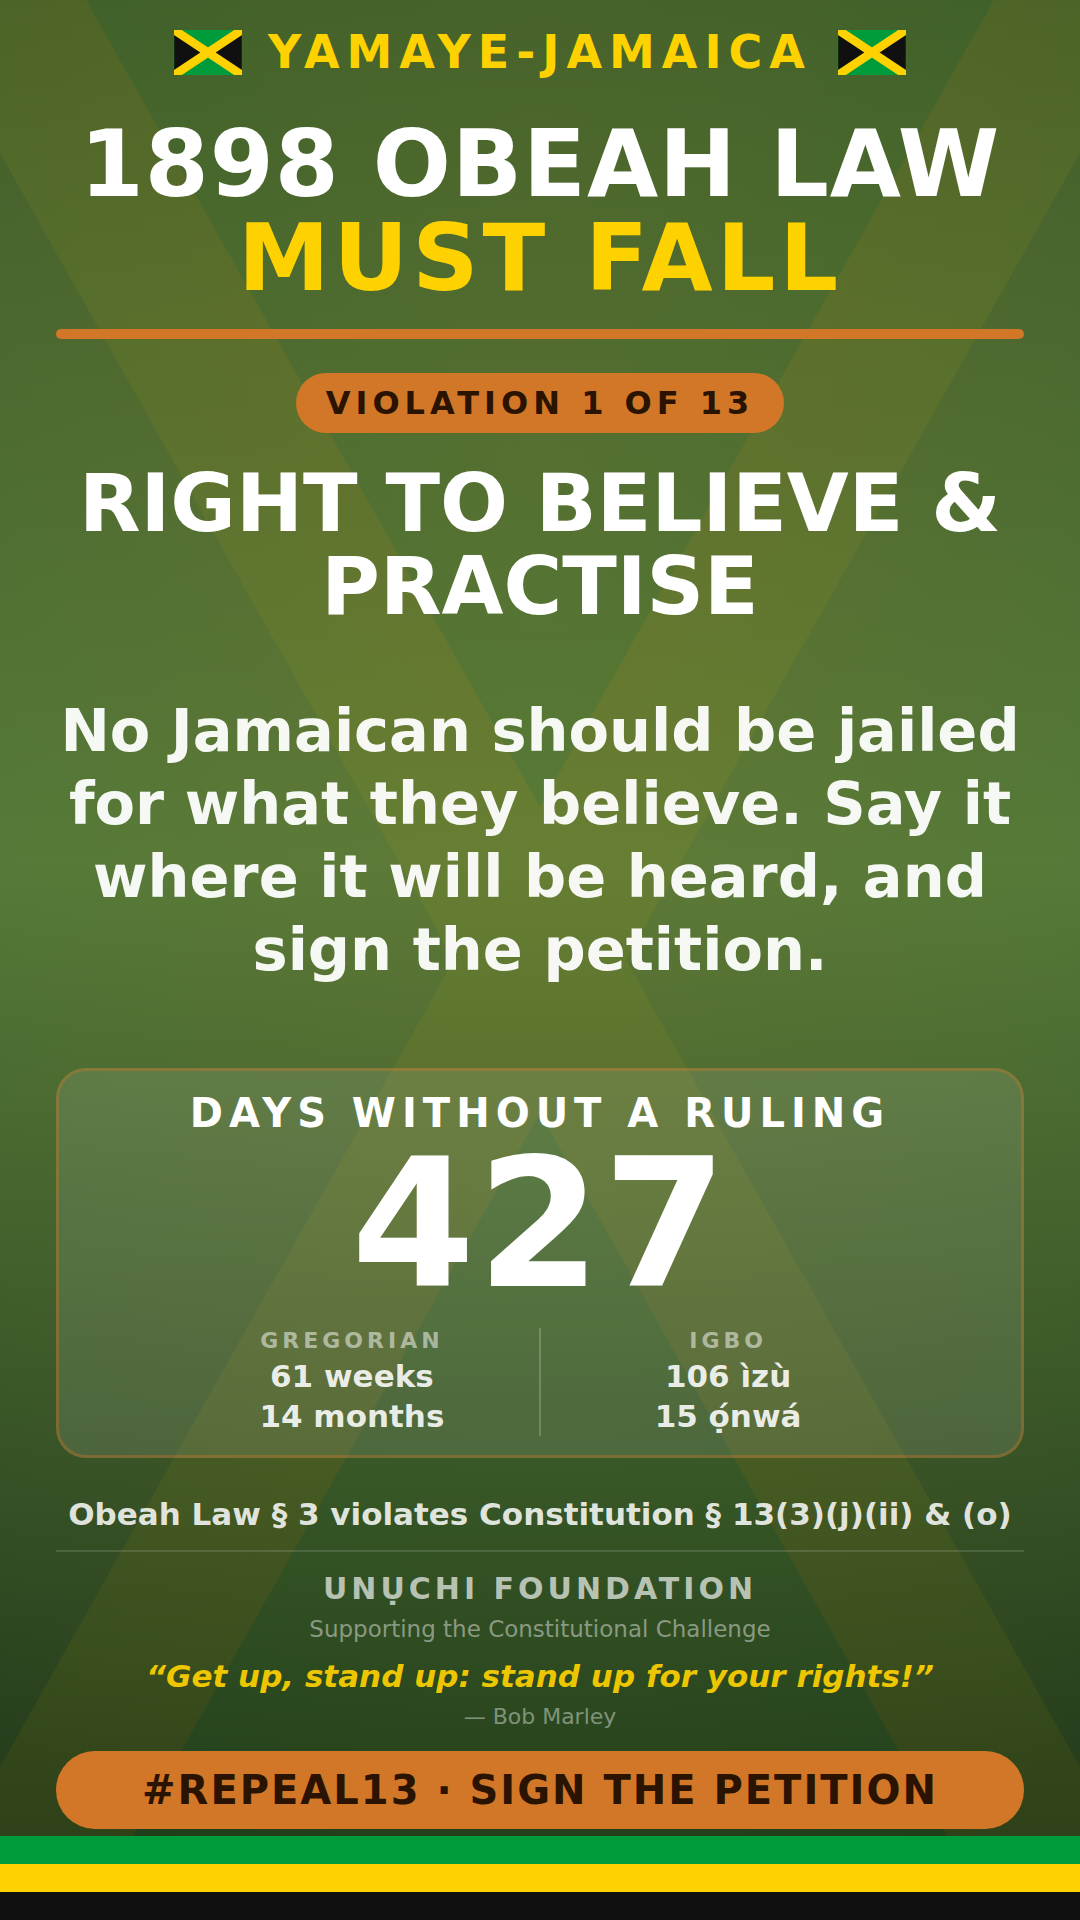 YAMAYE-JAMAICA
1898 OBEAH LAW
MUST FALL
VIOLATION 1 OF 13
RIGHT TO BELIEVE &
PRACTISE
No Jamaican should be jailed
for what they believe. Say it
where it will be heard, and
sign the petition.
DAYS WITHOUT A RULING
427
GREGORIAN
61 weeks
14 months
IGBO
106 ìzù
15 ọ́nwá
Obeah Law § 3 violates Constitution § 13(3)(j)(ii) & (o)
UNỤCHI FOUNDATION
Supporting the Constitutional Challenge
“Get up, stand up: stand up for your rights!”
— Bob Marley
#REPEAL13 · SIGN THE PETITION